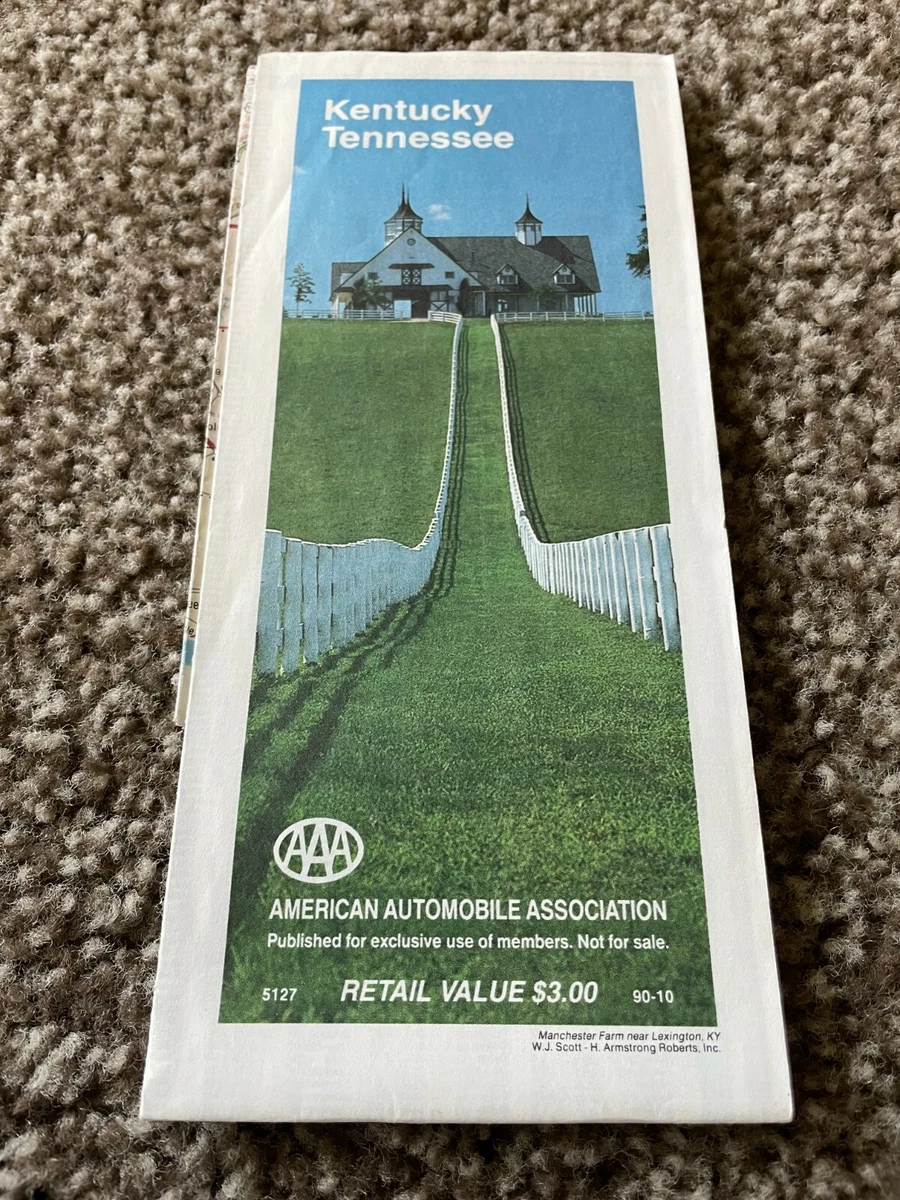 Kentucky
Tennessee
AAA
AMERICAN AUTOMOBILE ASSOCIATION
Published for exclusive use of members. Not for sale.
5127 RETAIL VALUE $3.00 90-10
Manchester Farm near Lexington, KY
W.J. Scott - H. Armstrong Roberts, Inc.